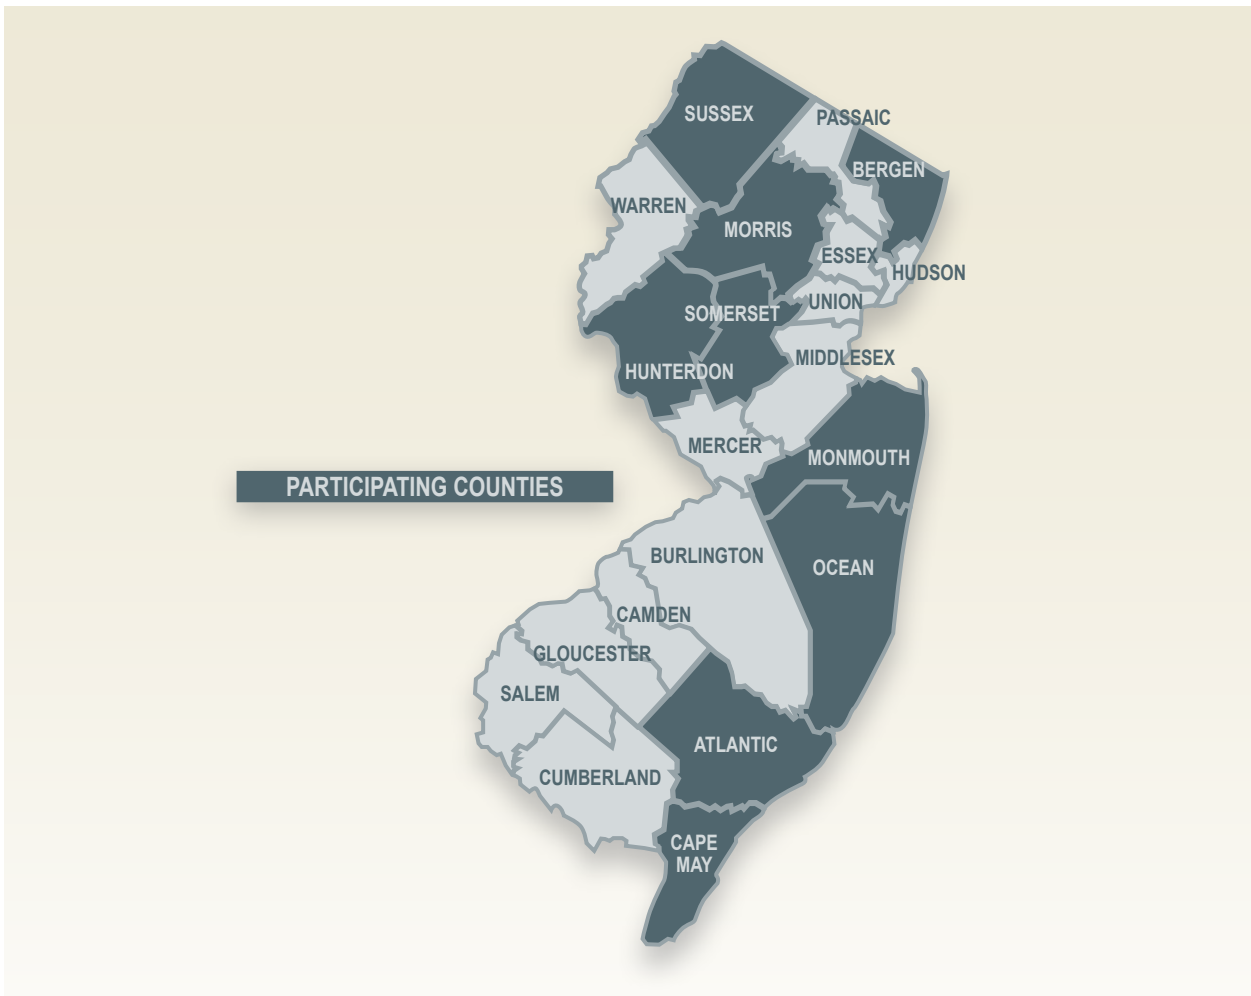 SUSSEX
PASSAIC
BERGEN
WARREN
MORRIS
ESSEX
HUDSON
UNION
SOMERSET
MIDDLESEX
HUNTERDON
MERCER
MONMOUTH
PARTICIPATING COUNTIES
BURLINGTON
OCEAN
CAMDEN
GLOUCESTER
SALEM
ATLANTIC
CUMBERLAND
CAPE
MAY